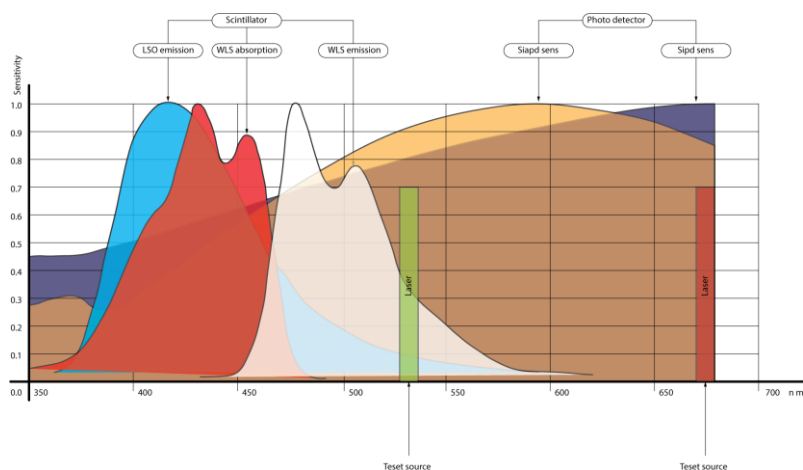 Scintillator
Photo detector
LSO emission
WLS absorption
WLS emission
Siapd sens
Sipd sens
Sensitivity
1.0
0.9
0.8
0.7
0.6
0.5
0.4
0.3
0.2
0.1
Laser
Laser
0.0 350 400 450 500 550 600 650 700 n m
Teset source
Teset source